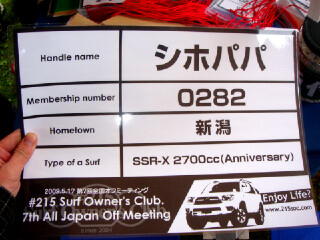 Handle name シホパパ
Membership number 0282
Hometown 新潟
Type of a Surf SSR-X 2700cc(Anniversary)
2009.5.17 第7回全国オフミーティング
#215 Surf Owner's Club.
7th All Japan Off Meeting
Enjoy Life?
www.215soc.com